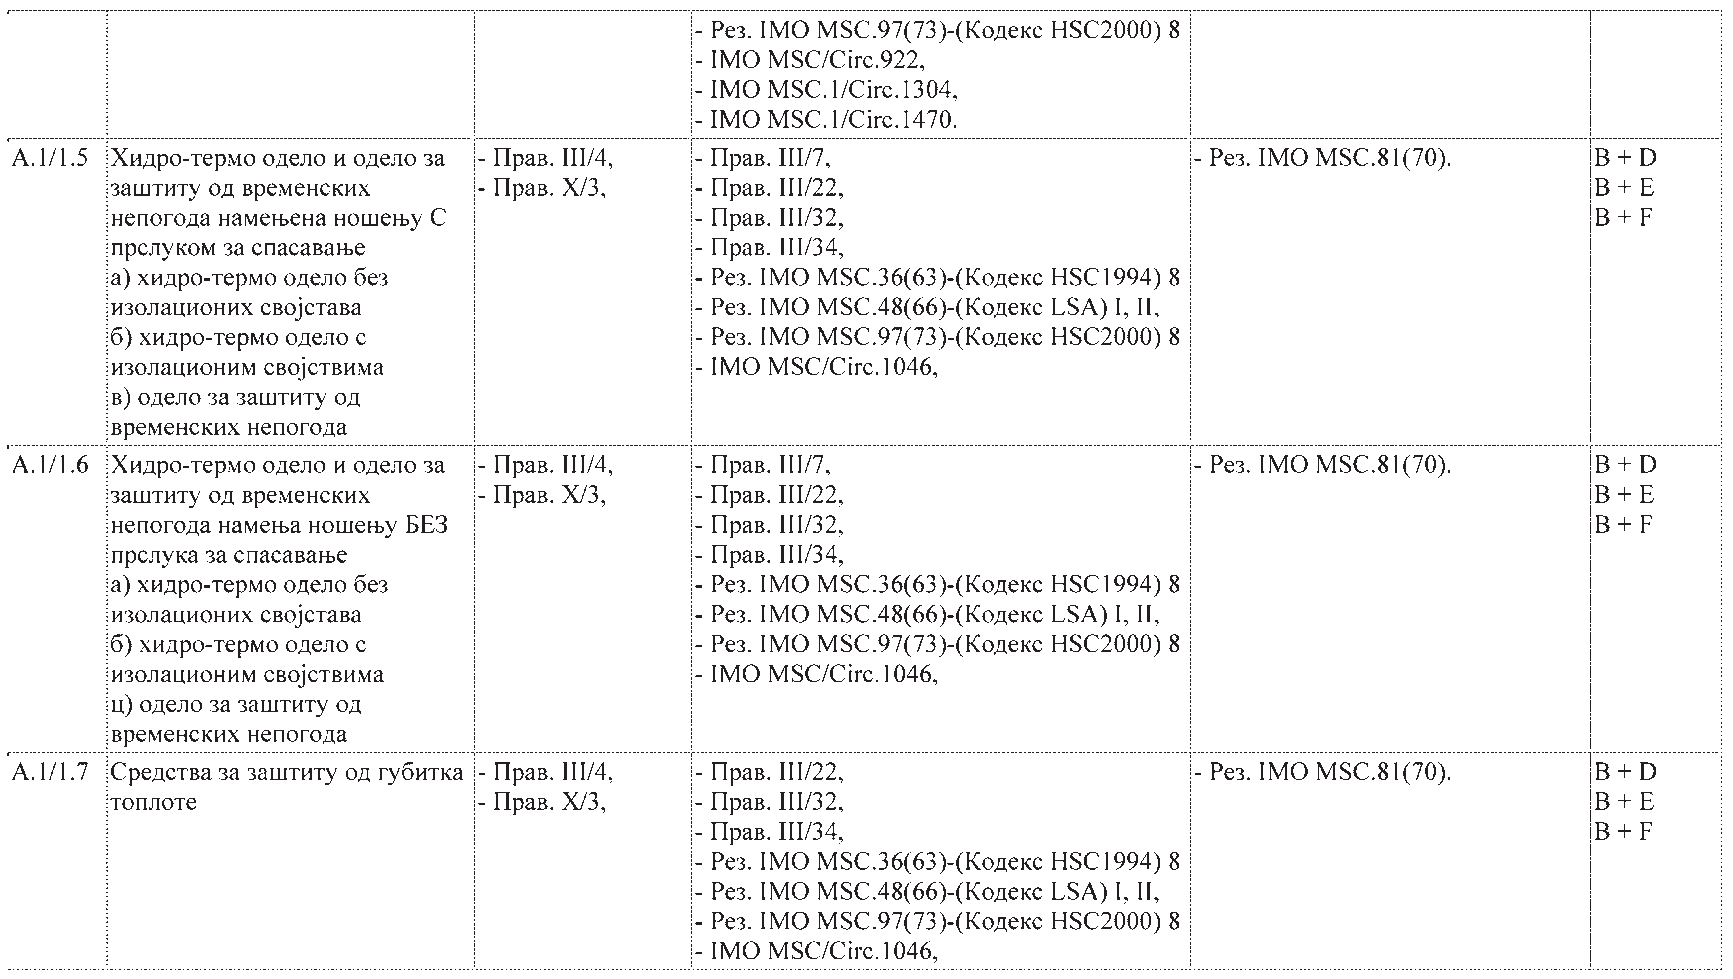 - Рез. IMO MSC.97(73)-(Кодекс HSC2000) 8
- IMO MSC/Circ.922,
- IMO MSC.1/Circ.1304,
- IMO MSC.1/Circ.1470.
А.1/1.5
Хидро-термо одело и одело за
заштиту од временских
непогода намењена ношењу С
прслуком за спасавање
а) хидро-термо одело без
изолационих својстава
б) хидро-термо одело с
изолационим својствима
в) одело за заштиту од
временских непогода
- Прав. III/4,
- Прав. X/3,
- Прав. III/7,
- Прав. III/22,
- Прав. III/32,
- Прав. III/34,
- Рез. IMO MSC.36(63)-(Кодекс HSC1994) 8
- Рез. IMO MSC.48(66)-(Кодекс LSA) I, II,
- Рез. IMO MSC.97(73)-(Кодекс HSC2000) 8
- IMO MSC/Circ.1046,
- Рез. IMO MSC.81(70).
B + D
B + E
B + F
А.1/1.6
Хидро-термо одело и одело за
заштиту од временских
непогода намења ношењу БЕЗ
прслука за спасавање
а) хидро-термо одело без
изолационих својстава
б) хидро-термо одело с
изолационим својствима
ц) одело за заштиту од
временских непогода
- Прав. III/4,
- Прав. X/3,
- Прав. III/7,
- Прав. III/22,
- Прав. III/32,
- Прав. III/34,
- Рез. IMO MSC.36(63)-(Кодекс HSC1994) 8
- Рез. IMO MSC.48(66)-(Кодекс LSA) I, II,
- Рез. IMO MSC.97(73)-(Кодекс HSC2000) 8
- IMO MSC/Circ.1046,
- Рез. IMO MSC.81(70).
B + D
B + E
B + F
А.1/1.7
Средства за заштиту од губитка
топлоте
- Прав. III/4,
- Прав. X/3,
- Прав. III/22,
- Прав. III/32,
- Прав. III/34,
- Рез. IMO MSC.36(63)-(Кодекс HSC1994) 8
- Рез. IMO MSC.48(66)-(Кодекс LSA) I, II,
- Рез. IMO MSC.97(73)-(Кодекс HSC2000) 8
- IMO MSC/Circ.1046,
- Рез. IMO MSC.81(70).
B + D
B + E
B + F